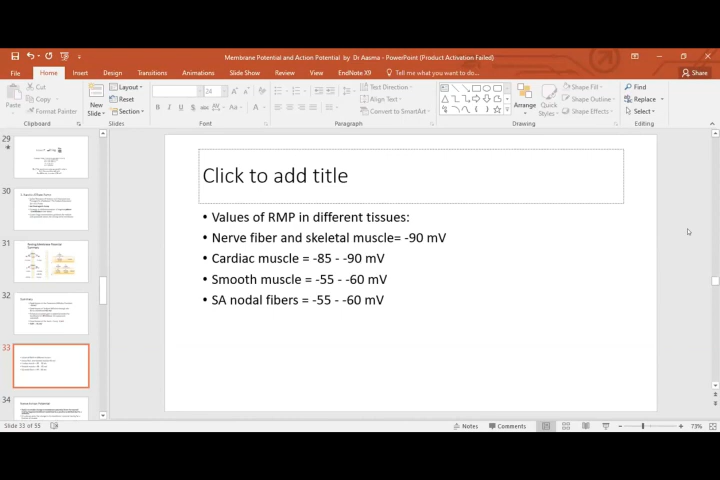 Membrane Potential and Action Potential by Dr Aasma - PowerPoint (Product Activation Failed)
File Home Insert Design Transitions Animations Slide Show Review View EndNote X9 Tell me what you want to do... Share
Paste
Cut
Copy
Format Painter
Clipboard
New Slide
Layout
Reset
Section
Slides
24
Font
Text Direction
Align Text
Convert to SmartArt
Paragraph
Arrange
Quick Styles
Shape Fill
Shape Outline
Shape Effects
Drawing
Find
Replace
Select
Editing
29
30
31
32
33
34
Click to add title
• Values of RMP in different tissues:
• Nerve fiber and skeletal muscle= -90 mV
• Cardiac muscle = -85 - -90 mV
• Smooth muscle = -55 - -60 mV
• SA nodal fibers = -55 - -60 mV
Slide 33 of 55 Notes Comments 73%